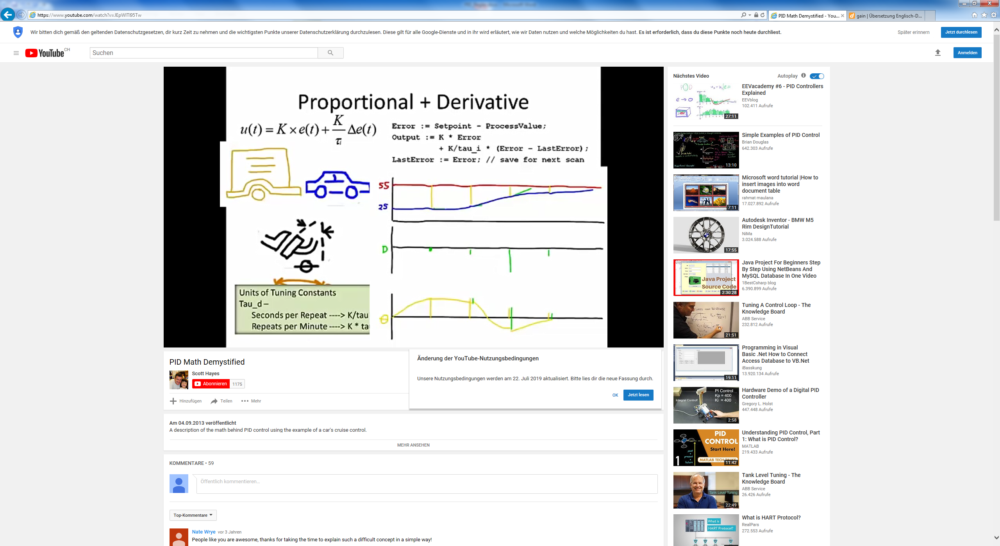 https://www.youtube.com/watch?v=JEpWITI95Tw
PID Math Demystified - You...
gain | Übersetzung Englisch-D...
Wir bitten dich gemäß den geltenden Datenschutzgesetzen, dir kurz Zeit zu nehmen und die wichtigsten Punkte unserer Datenschutzerklärung durchzulesen. Diese gilt für alle Google-Dienste und in ihr wird erläutert, wie wir Daten nutzen und welche Möglichkeiten du hast. Es ist erforderlich, dass du diese Punkte noch heute durchliest.
Später erinnern
Jetzt durchlesen
YouTube CH
Suchen
Anmelden
Proportional + Derivative
u(t) = K × e(t) + K/τi Δe(t)
Error := Setpoint - ProcessValue;
Output := K * Error
+ K/tau_i * (Error - LastError);
LastError := Error; // save for next scan
55
25
D
θ
Units of Tuning Constants
Tau_d –
Seconds per Repeat ----> K/tau
Repeats per Minute ----> K * ta
PID Math Demystified
Scott Hayes
Abonnieren 1175
Hinzufügen Teilen Mehr
Änderung der YouTube-Nutzungsbedingungen
Unsere Nutzungsbedingungen werden am 22. Juli 2019 aktualisiert. Bitte lies dir die neue Fassung durch.
OK Jetzt lesen
Am 04.09.2013 veröffentlicht
A description of the math behind PID control using the example of a car's cruise control.
MEHR ANSEHEN
KOMMENTARE • 59
Öffentlich kommentieren...
Top-Kommentare
Nate Wrye vor 3 Jahren
People like you are awesome, thanks for taking the time to explain such a difficult concept in a simple way!
Nächstes Video
Autoplay
27:11
EEVacademy #6 - PID Controllers
Explained
EEVblog
102.411 Aufrufe
13:10
Simple Examples of PID Control
Brian Douglas
642.303 Aufrufe
7:11
Microsoft word tutorial |How to
insert images into word
document table
rahmat maulana
17.027.892 Aufrufe
17:55
Autodesk Inventor - BMW M5
Rim DesignTutorial
NiMa
3.024.588 Aufrufe
Java Project
Source Code
2:30:28
Java Project For Beginners Step
By Step Using NetBeans And
MySQL Database In One Video
1BestCsharp blog
6.390.899 Aufrufe
21:51
Tuning A Control Loop - The
Knowledge Board
ABB Service
232.812 Aufrufe
19:11
Programming in Visual
Basic .Net How to Connect
Access Database to VB.Net
iBasskung
13.920.134 Aufrufe
PI Control
Kp = 400
Ki = 400
Integral Control!
2:58
Hardware Demo of a Digital PID
Controller
Gregory L. Holst
447.448 Aufrufe
PID
CONTROL
Start Here!
past
+
present
+
future
1
MATLAB TECH TALKS
11:42
Understanding PID Control, Part
1: What is PID Control?
MATLAB
219.433 Aufrufe
Tank Level Tuning
22:49
Tank Level Tuning - The
Knowledge Board
ABB Service
26.426 Aufrufe
What is
HART Protocol?
What is HART Protocol?
RealPars
272.553 Aufrufe